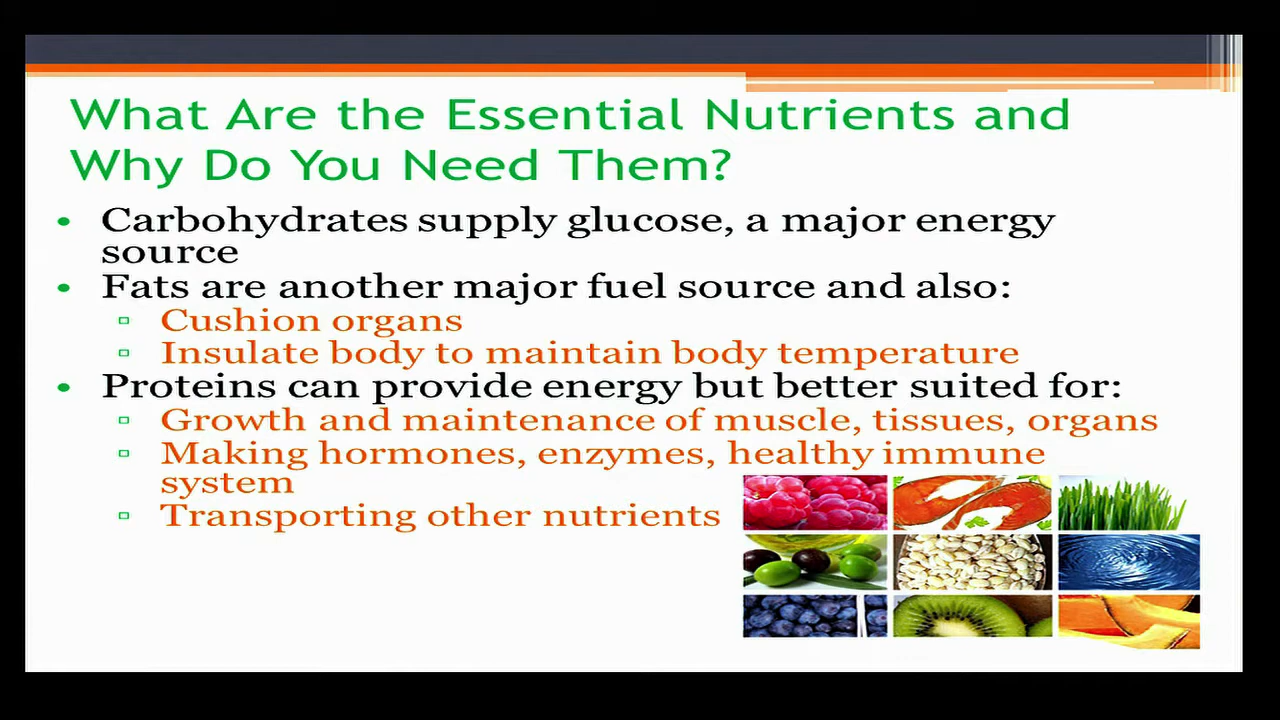 What Are the Essential Nutrients and
Why Do You Need Them?
• Carbohydrates supply glucose, a major energy
source
• Fats are another major fuel source and also:
▫ Cushion organs
▫ Insulate body to maintain body temperature
• Proteins can provide energy but better suited for:
▫ Growth and maintenance of muscle, tissues, organs
▫ Making hormones, enzymes, healthy immune
system
▫ Transporting other nutrients